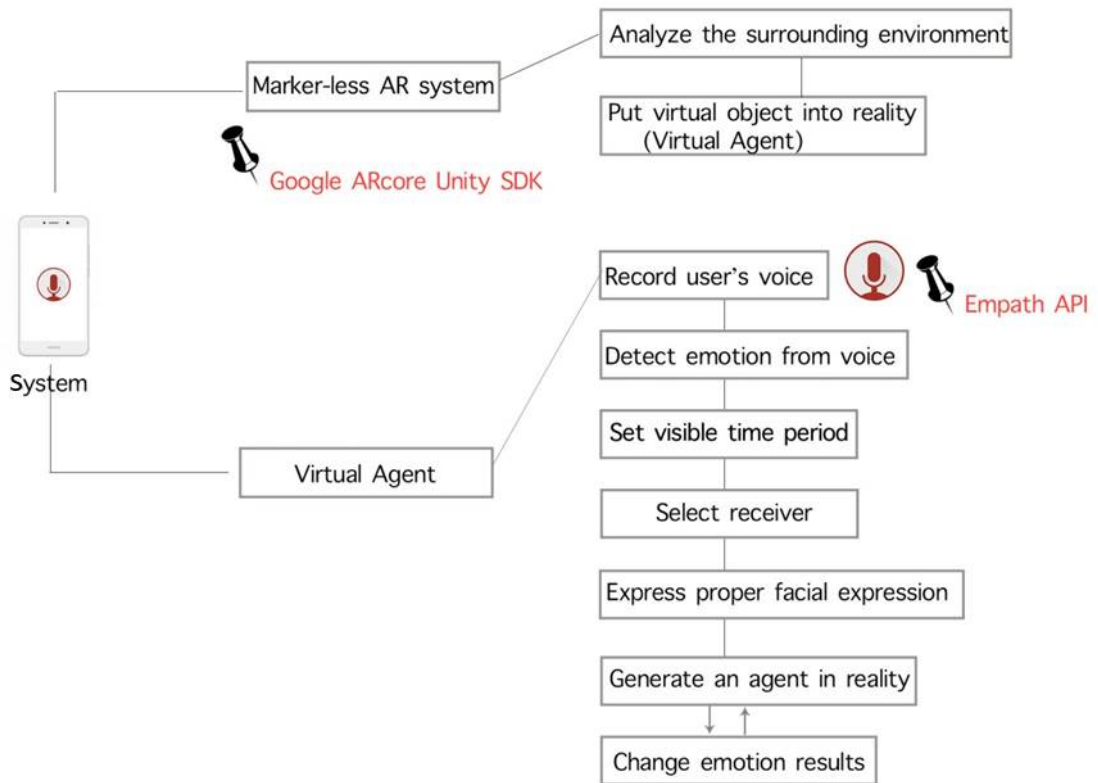 Analyze the surrounding environment
Marker-less AR system
Put virtual object into reality
(Virtual Agent)
Google ARcore Unity SDK
System
Record user's voice
Empath API
Detect emotion from voice
Set visible time period
Virtual Agent
Select receiver
Express proper facial expression
Generate an agent in reality
Change emotion results